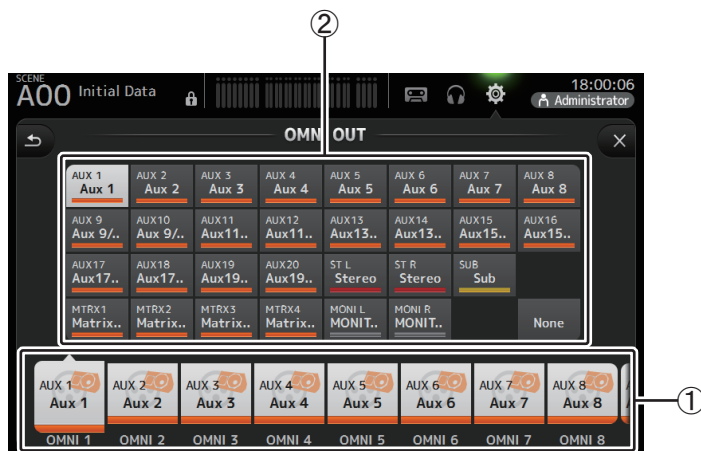 ②
SCENE
A00 Initial Data
18:00:06
Administrator
OMNI OUT
AUX 1 AUX 2 AUX 3 AUX 4 AUX 5 AUX 6 AUX 7 AUX 8
Aux 1 Aux 2 Aux 3 Aux 4 Aux 5 Aux 6 Aux 7 Aux 8
AUX 9 AUX10 AUX11 AUX12 AUX13 AUX14 AUX15 AUX16
Aux 9/.. Aux 9/.. Aux11.. Aux11.. Aux13.. Aux13.. Aux15.. Aux15..
AUX17 AUX18 AUX19 AUX20 ST L ST R SUB
Aux17.. Aux17.. Aux19.. Aux19.. Stereo Stereo Sub
MTRX1 MTRX2 MTRX3 MTRX4 MONI L MONI R
Matrix.. Matrix.. Matrix.. Matrix.. MONIT.. MONIT.. None
AUX 1 AUX 2 AUX 3 AUX 4 AUX 5 AUX 6 AUX 7 AUX 8
Aux 1 Aux 2 Aux 3 Aux 4 Aux 5 Aux 6 Aux 7 Aux 8
①
OMNI 1 OMNI 2 OMNI 3 OMNI 4 OMNI 5 OMNI 6 OMNI 7 OMNI 8